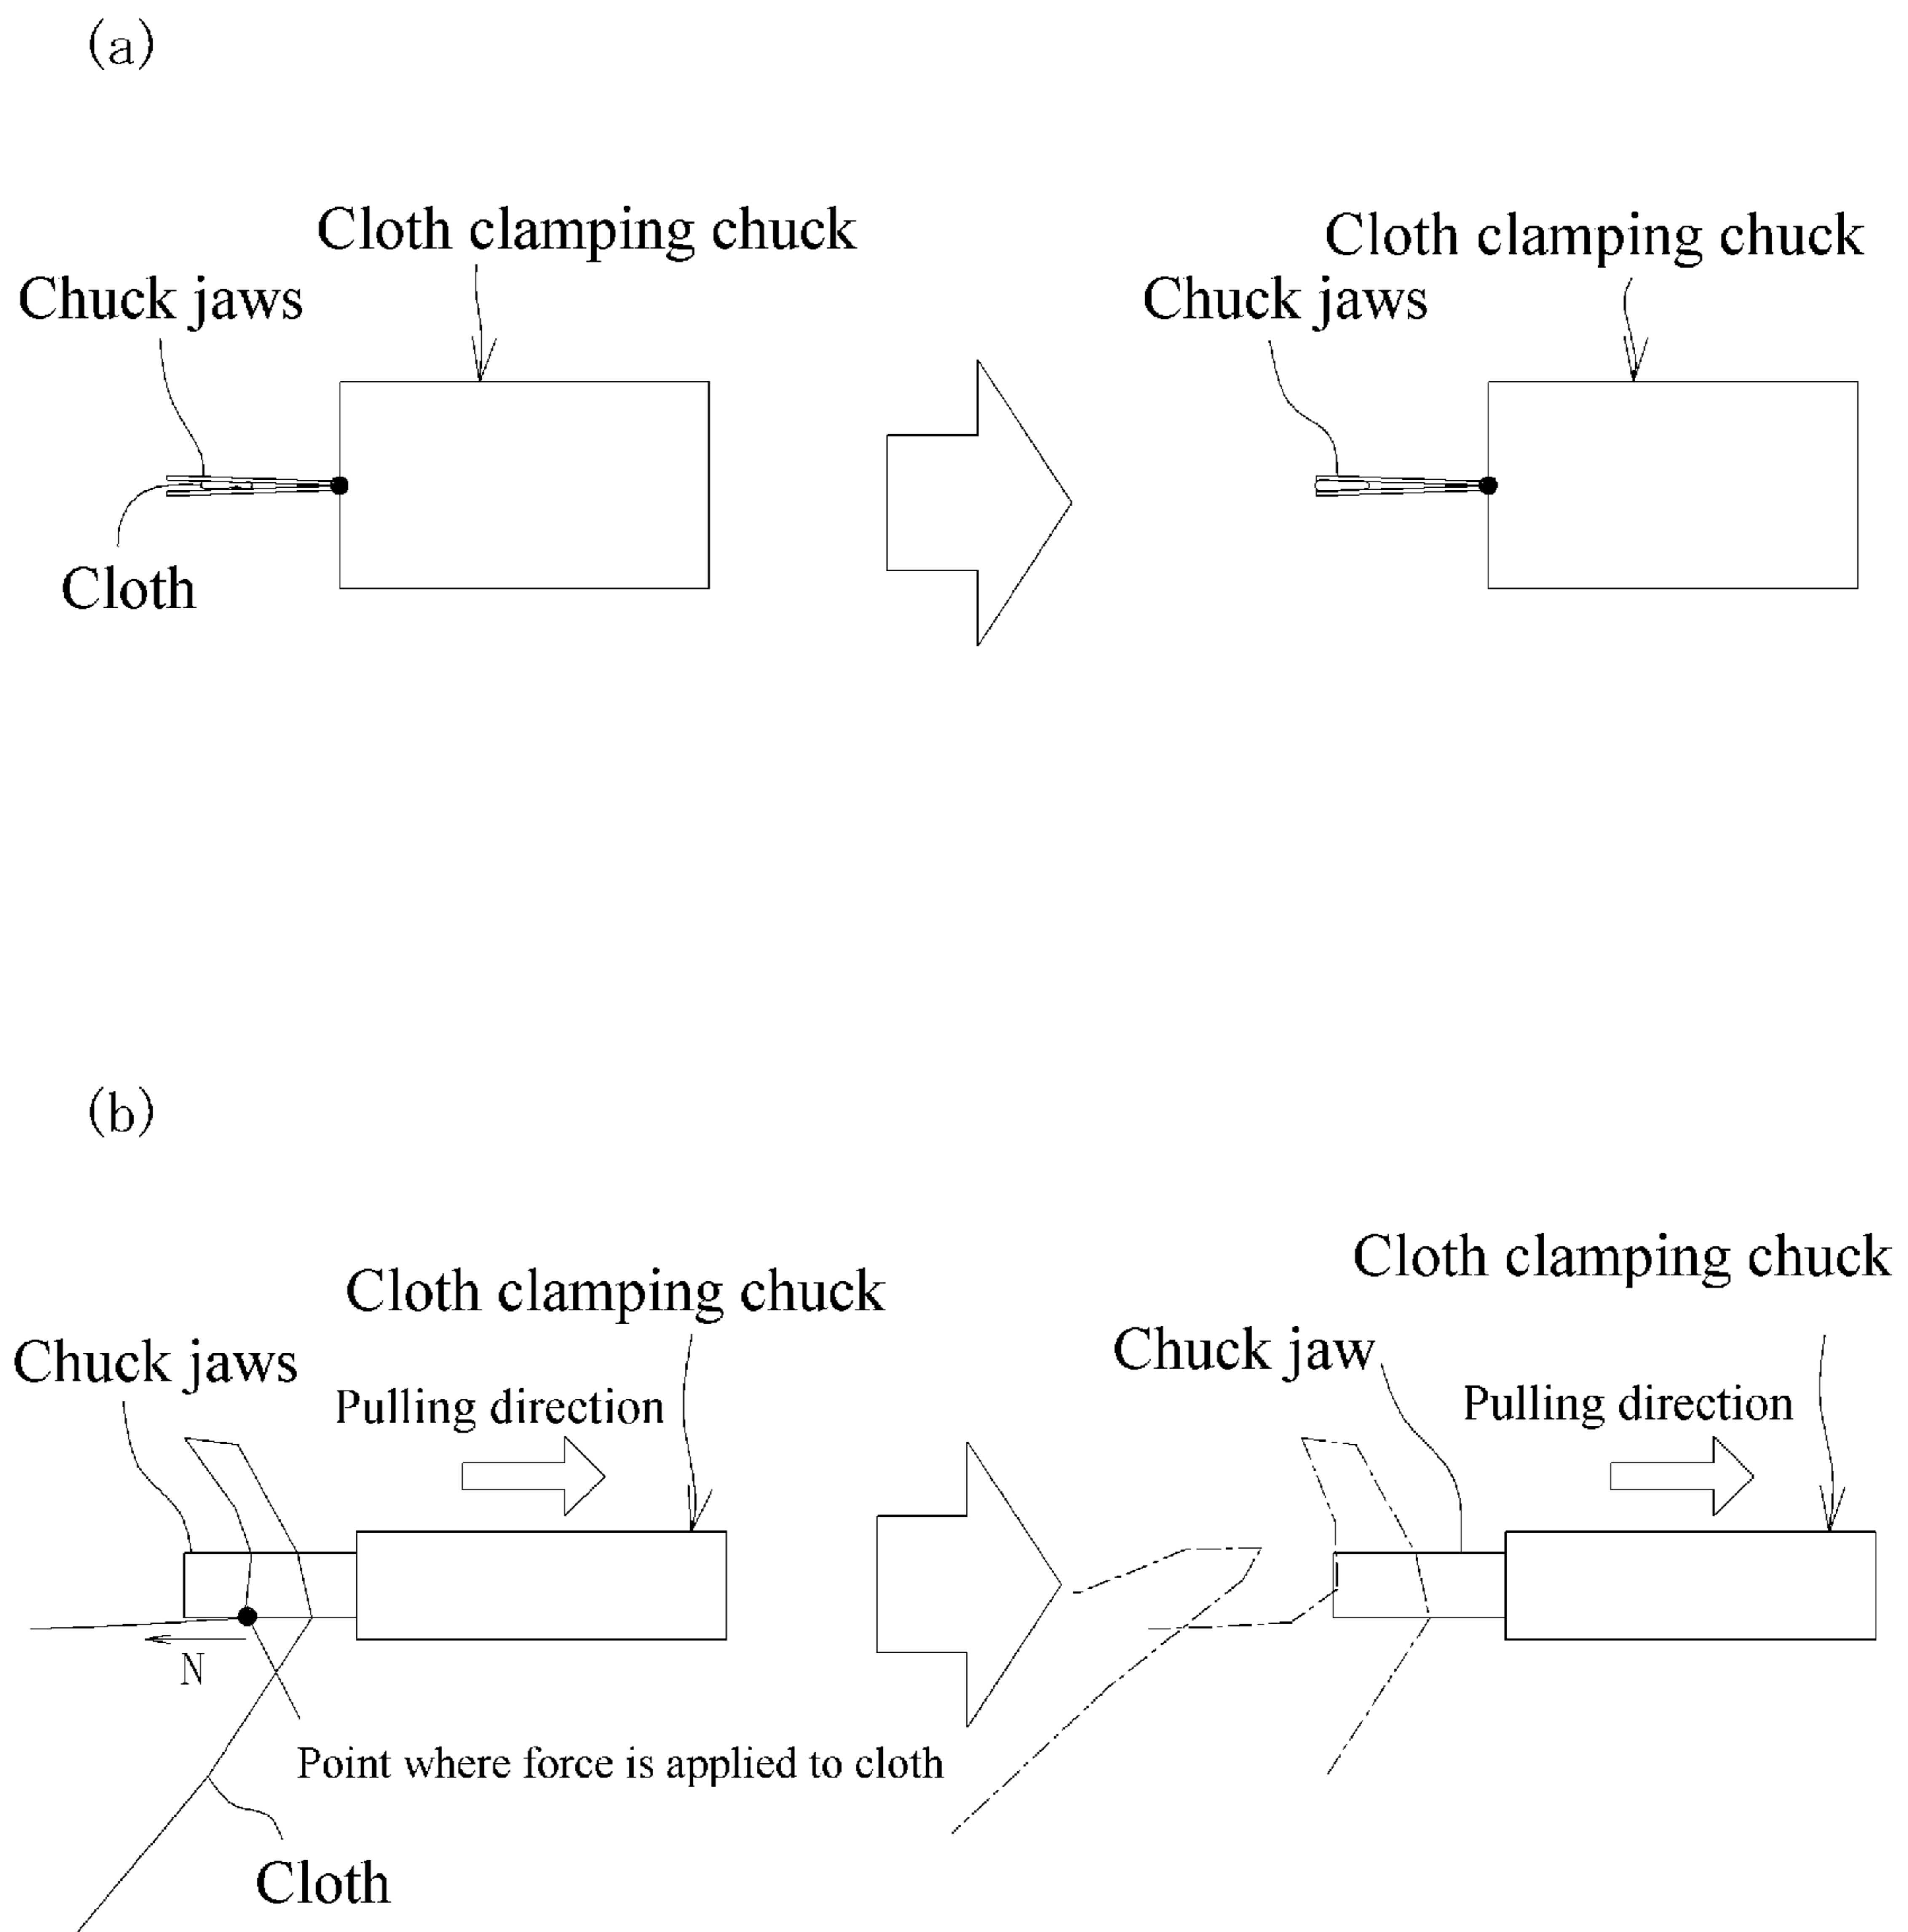 (a)
Cloth clamping chuck
Chuck jaws
Cloth
Cloth clamping chuck
Chuck jaws
(b)
Cloth clamping chuck
Chuck jaws
Pulling direction
N
Point where force is applied to cloth
Cloth
Cloth clamping chuck
Chuck jaw
Pulling direction